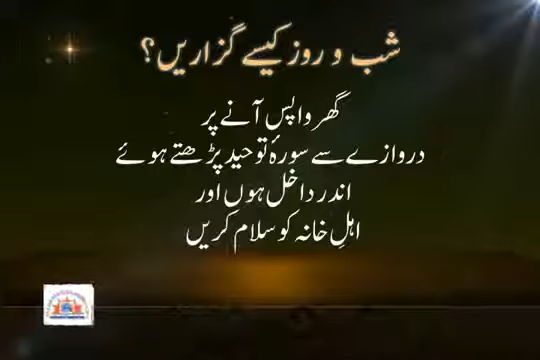 شب و روز کیسے گزاریں؟
گھر واپس آنے پر
دروازے سے سورۂ توحید پڑھتے ہوئے
اندر داخل ہوں اور
اہلِ خانہ کو سلام کریں